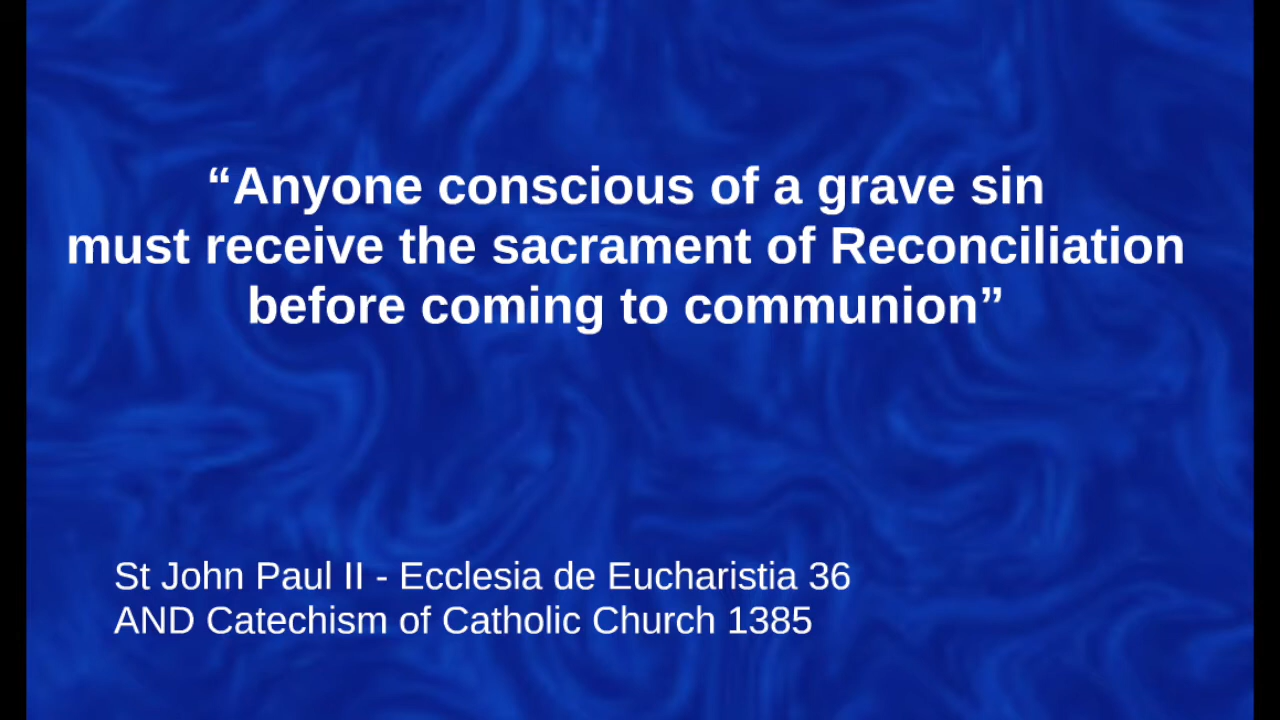 “Anyone conscious of a grave sin
must receive the sacrament of Reconciliation
before coming to communion”
St John Paul II - Ecclesia de Eucharistia 36
AND Catechism of Catholic Church 1385